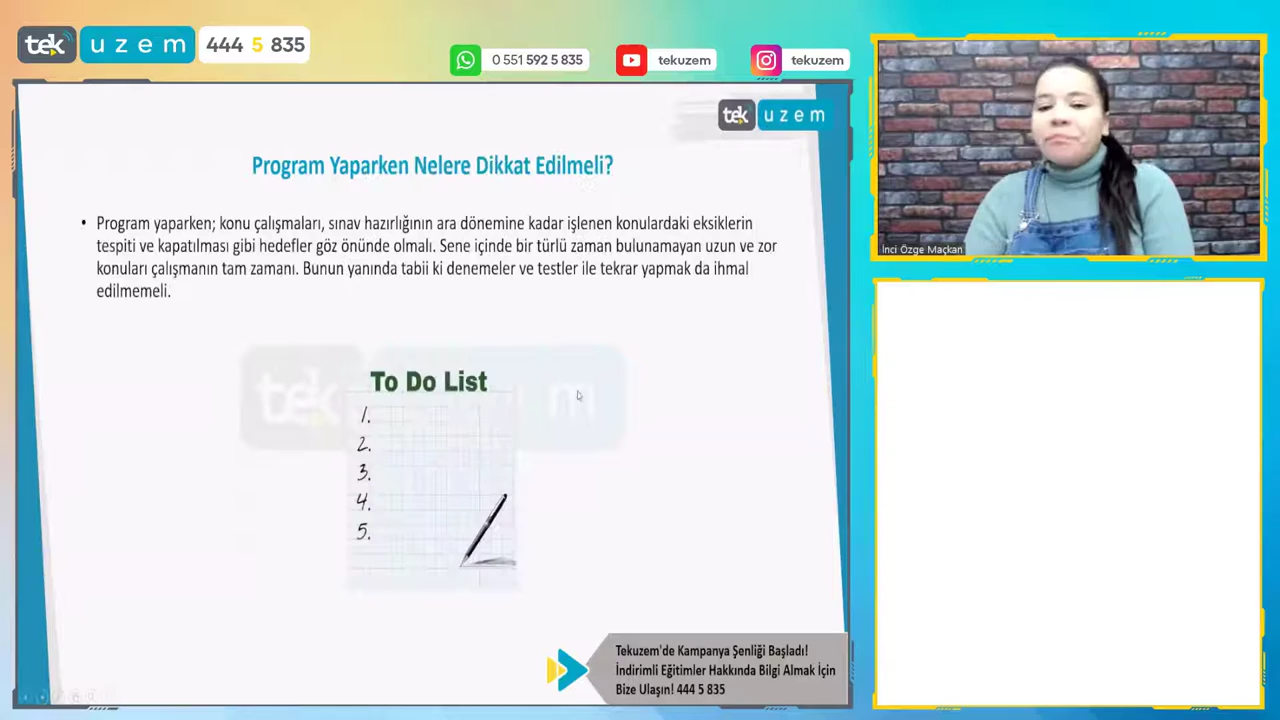 tek uzem 444 5 835
0 551 592 5 835
tekuzem
tekuzem
tek uzem
Program Yaparken Nelere Dikkat Edilmeli?
• Program yaparken; konu çalışmaları, sınav hazırlığının ara dönemine kadar işlenen konulardaki eksiklerin
tespiti ve kapatılması gibi hedefler göz önünde olmalı. Sene içinde bir türlü zaman bulunamayan uzun ve zor
konuları çalışmanın tam zamanı. Bunun yanında tabii ki denemeler ve testler ile tekrar yapmak da ihmal
edilmemeli.
tek m
To Do List
1.
2.
3.
4.
5.
Tekuzem'de Kampanya Şenliği Başladı!
İndirimli Eğitimler Hakkında Bilgi Almak İçin
Bize Ulaşın! 444 5 835
İnci Özge Maçkan